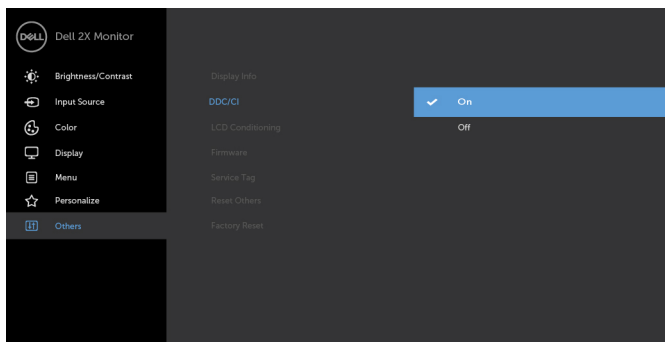 DELL
Dell 2X Monitor
Brightness/Contrast
Input Source
Color
Display
Menu
Personalize
Others
Display Info
DDC/CI
LCD Conditioning
Firmware
Service Tag
Reset Others
Factory Reset
On
Off